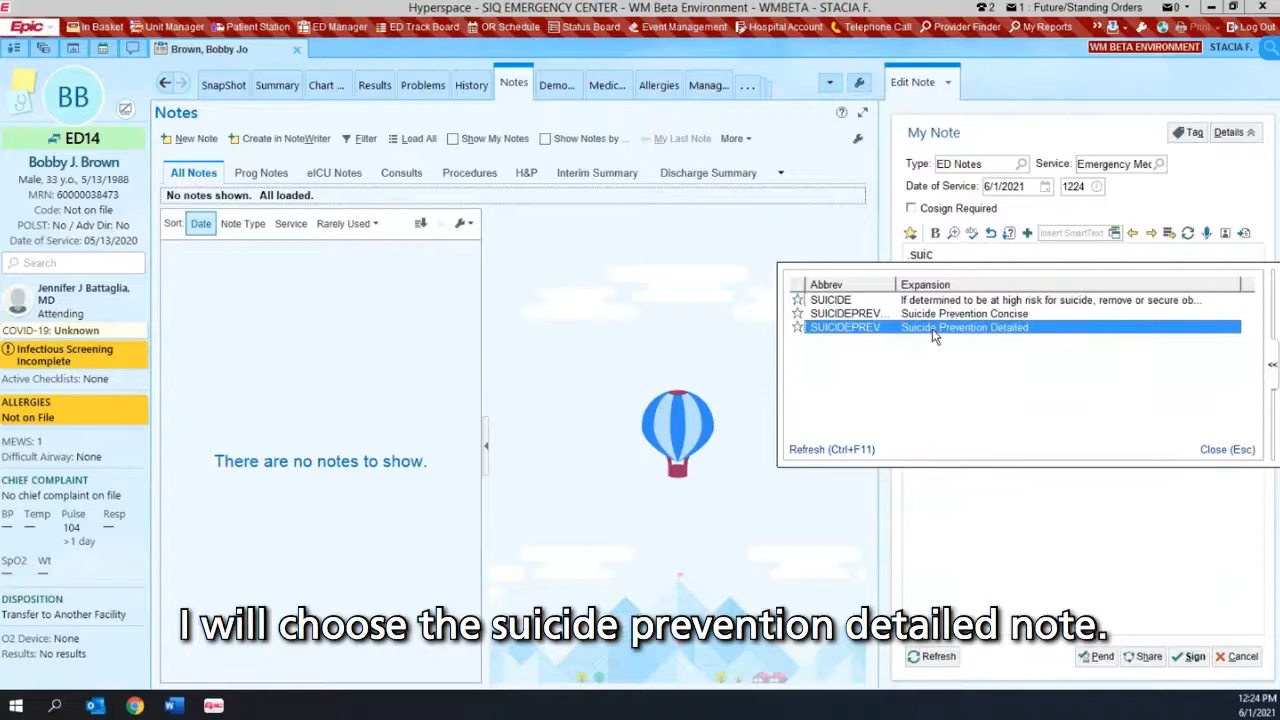 Hyperspace - SIQ EMERGENCY CENTER - WM Beta Environment - WMBETA - STACIA F.
2 1 : Future/Standing Orders 0
Epic In Basket Unit Manager Patient Station ED Manager ED Track Board OR Schedule Status Board Event Management Hospital Account Telephone Call Provider Finder My Reports Print Log Out
Brown, Bobby Jo
WM BETA ENVIRONMENT STACIA F.
BB
SnapShot Summary Chart ... Results Problems History Notes Demo... Medic... Allergies Manag... ...
Edit Note
Notes
My Note
Tag Details
ED14
New Note Create in NoteWriter Filter Load All Show My Notes Show Notes by ... My Last Note More
Bobby J. Brown
Male, 33 y.o., 5/13/1988
MRN: 60000038473
Code: Not on file
POLST: No / Adv Dir: No
Date of Service: 05/13/2020
Search
All Notes Prog Notes eICU Notes Consults Procedures H&P Interim Summary Discharge Summary
No notes shown. All loaded.
Sort: Date Note Type Service Rarely Used
Type: ED Notes Service: Emergency Mec
Date of Service: 6/1/2021 1224
Cosign Required
B Insert SmartText
.suic
Abbrev Expansion
SUICIDE If determined to be at high risk for suicide, remove or secure ob...
SUICIDEPREV... Suicide Prevention Concise
SUICIDEPREV Suicide Prevention Detailed
Refresh (Ctrl+F11) Close (Esc)
<<
Jennifer J Battaglia,
MD
Attending
COVID-19: Unknown
Infectious Screening
Incomplete
Active Checklists: None
ALLERGIES
Not on File
MEWS: 1
Difficult Airway: None
CHIEF COMPLAINT
No chief complaint on file
BP Temp Pulse Resp
— — 104 —
>1 day
SpO2 Wt
— —
DISPOSITION
Transfer to Another Facility
O2 Device: None
Results: No results
There are no notes to show.
I will choose the suicide prevention detailed note.
Refresh Pend Share Sign Cancel
Epic
12:24 PM
6/1/2021